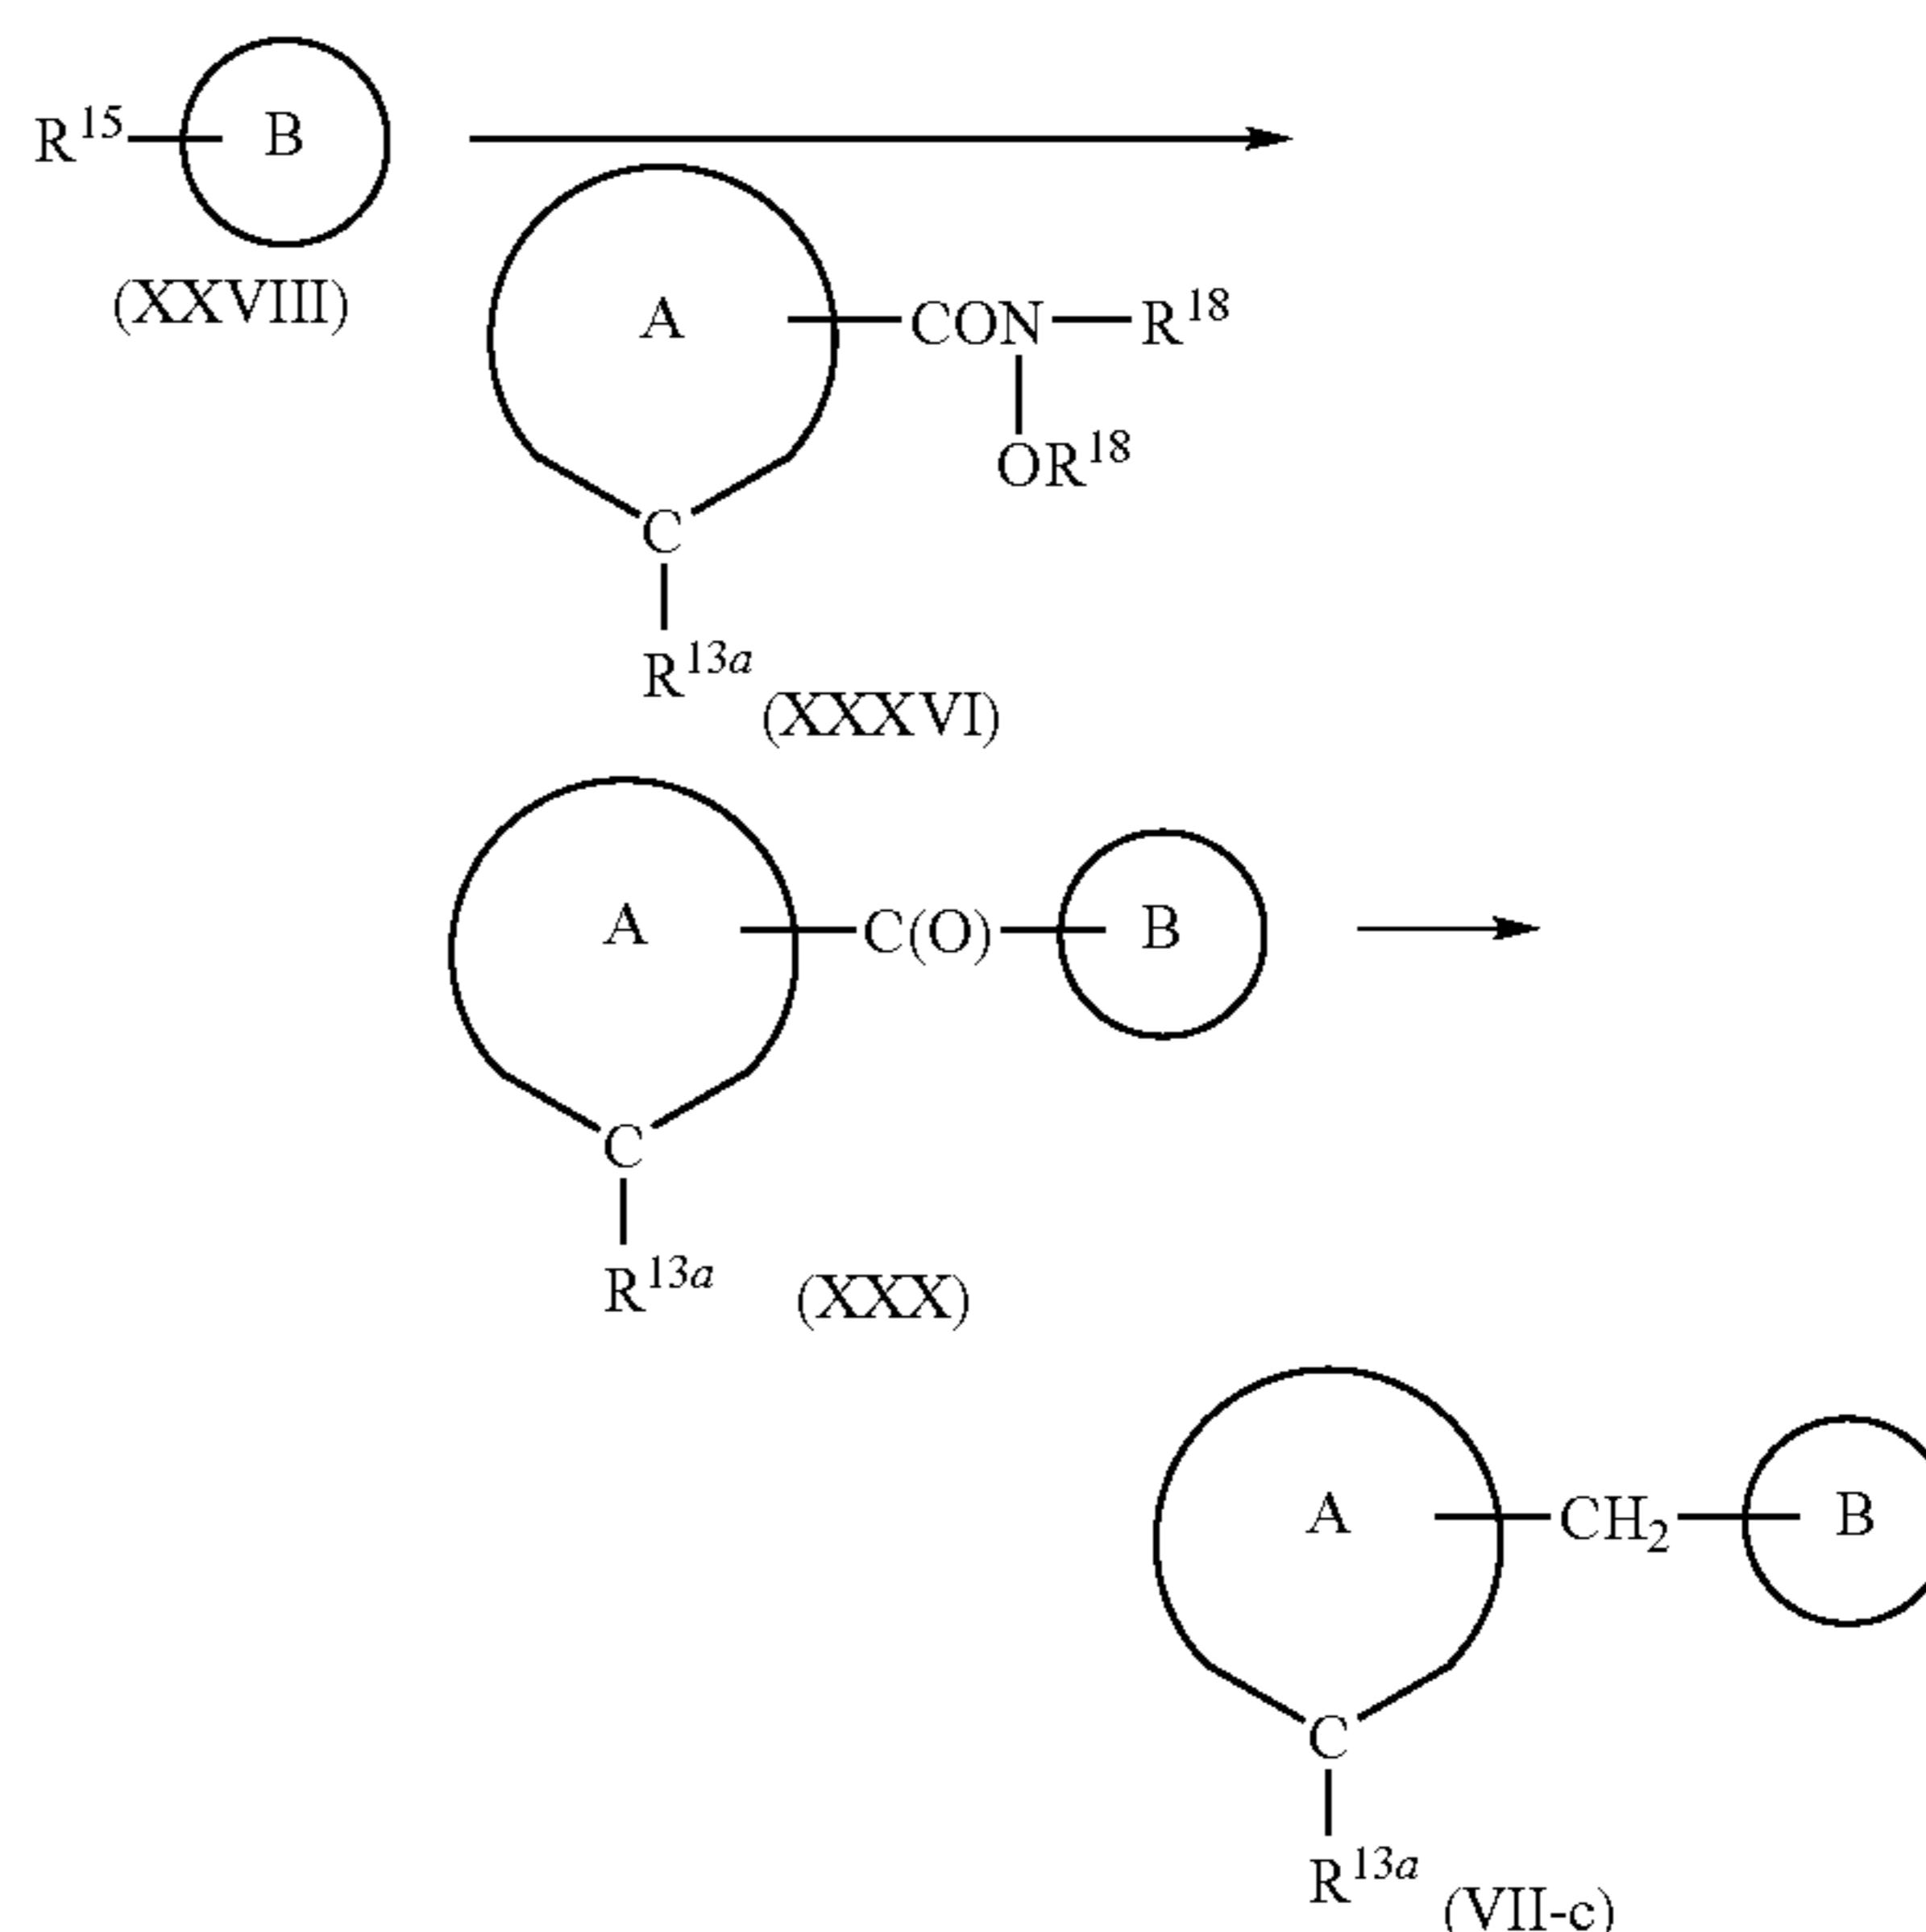 R15 B
(XXVIII)
A CON R18
OR18
C
R13a (XXXVI)
A C(O) B
C
R13a (XXX)
A CH2 B
C
R13a (VII-c)